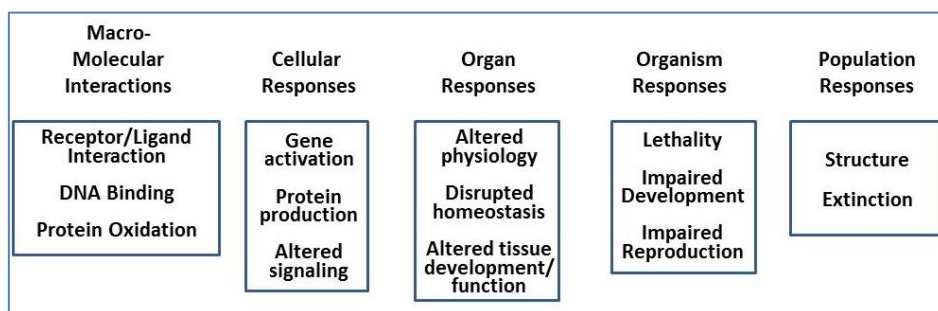 Macro-
Molecular
Interactions
Receptor/Ligand
Interaction
DNA Binding
Protein Oxidation
Cellular
Responses
Gene
activation
Protein
production
Altered
signaling
Organ
Responses
Altered
physiology
Disrupted
homeostasis
Altered tissue
development/
function
Organism
Responses
Lethality
Impaired
Development
Impaired
Reproduction
Population
Responses
Structure
Extinction